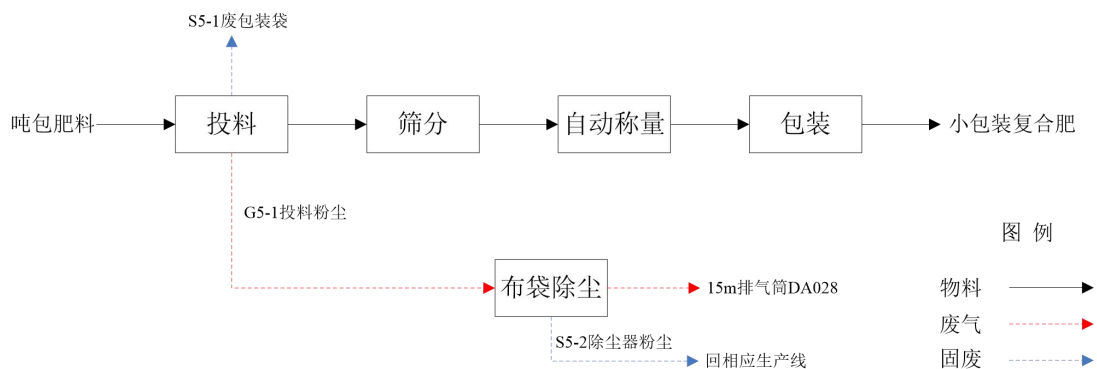 S5-1废包装袋
吨包肥料
投料
筛分
自动称量
包装
小包装复合肥
G5-1投料粉尘
布袋除尘
15m排气筒DA028
S5-2除尘器粉尘
回相应生产线
图 例
物料
废气
固废